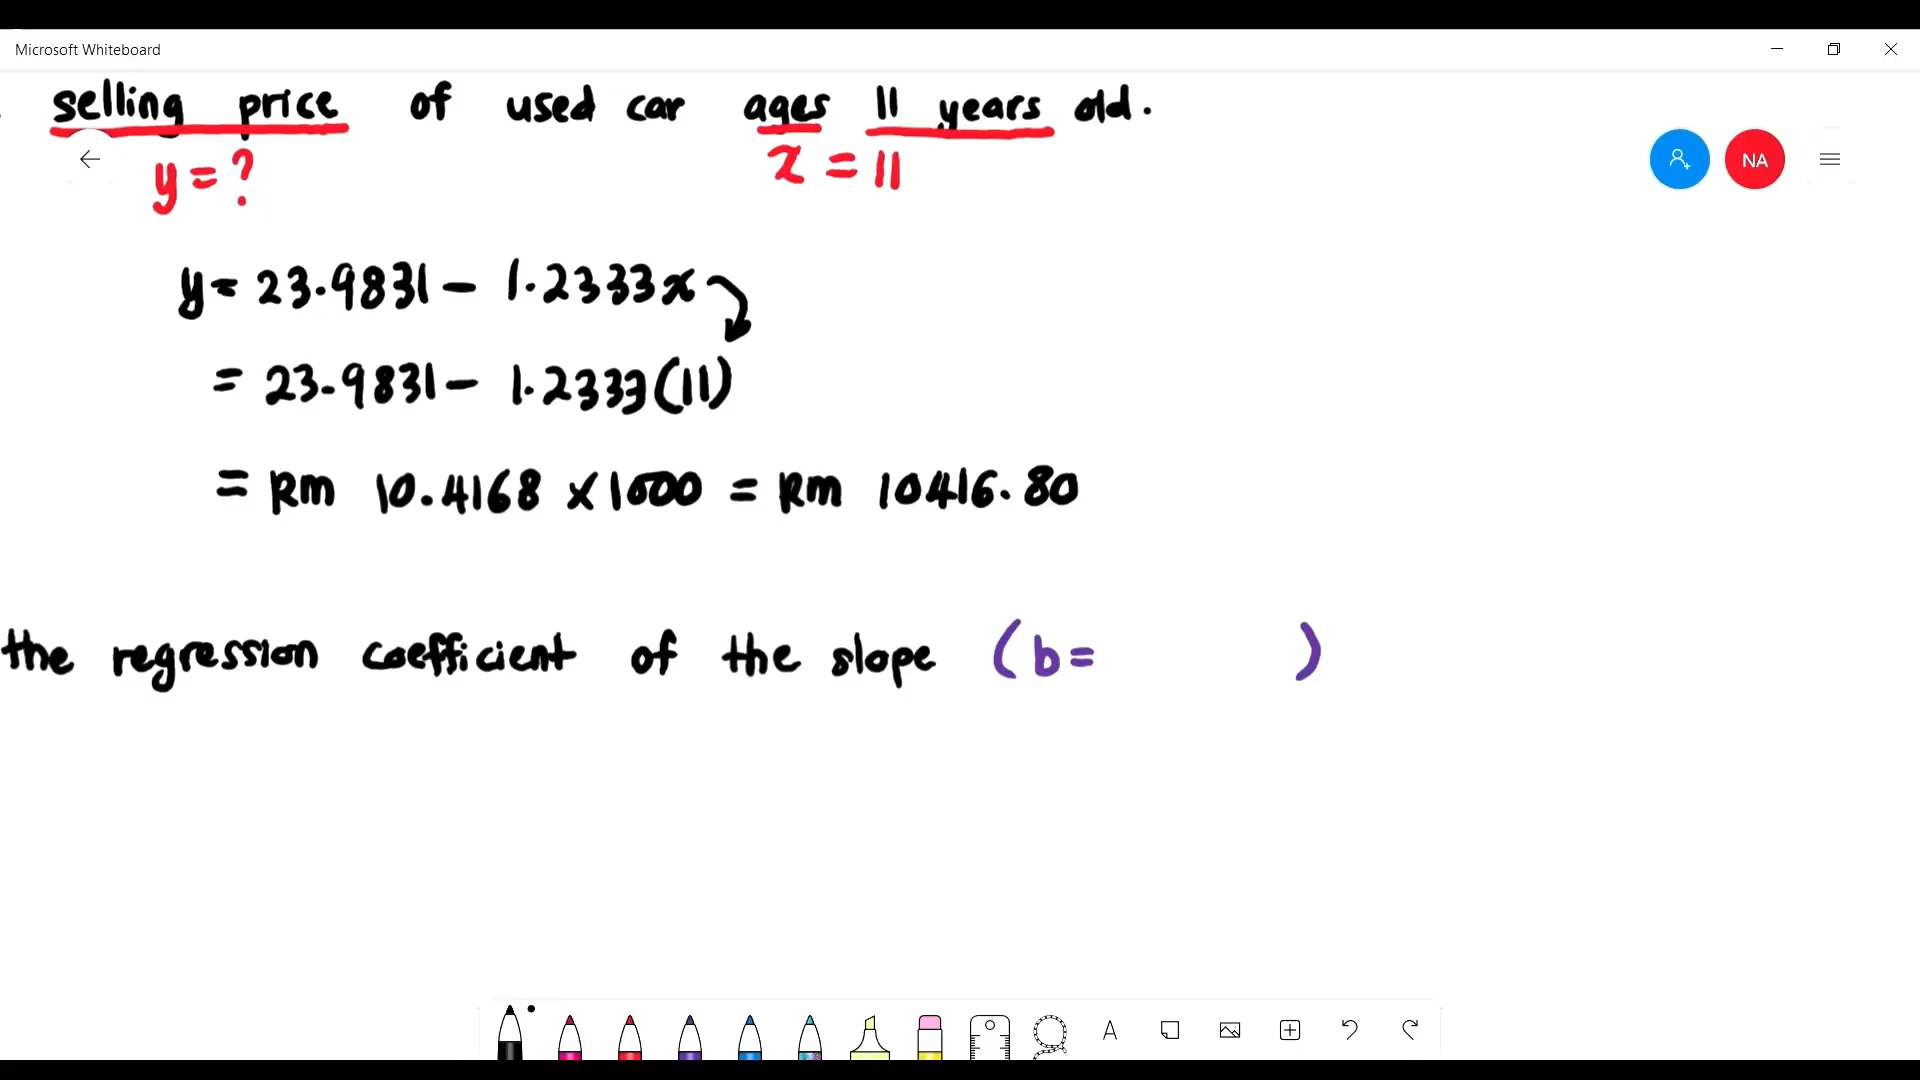 Microsoft Whiteboard
selling price of used car ages 11 years old.
y = ? x = 11
NA
y = 23.9831 - 1.2333x
= 23.9831 - 1.2333(11)
= Rm 10.4168 x 1000 = Rm 10416.80
the regression coefficient of the slope (b= )